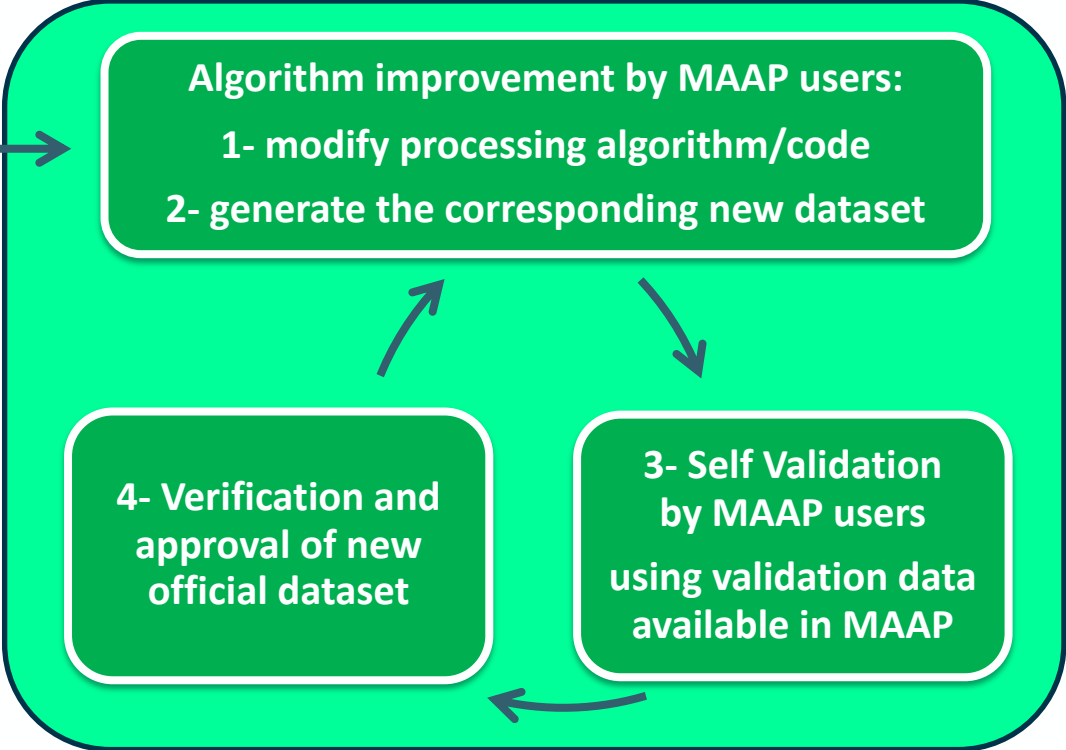 Algorithm improvement by MAAP users:
1- modify processing algorithm/code
2- generate the corresponding new dataset
4- Verification and
approval of new
official dataset
3- Self Validation
by MAAP users
using validation data
available in MAAP